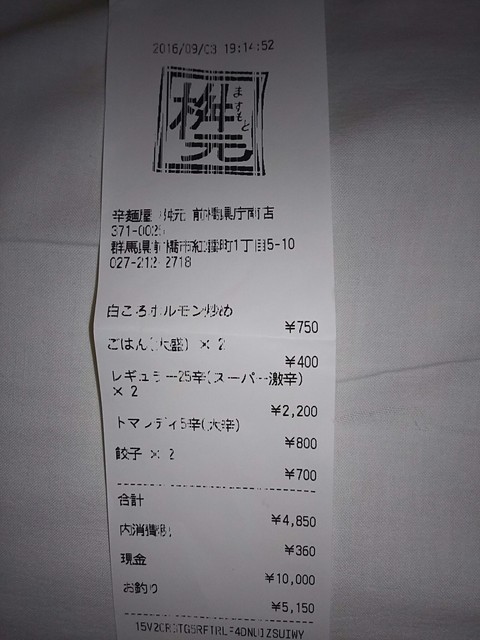 2016/09/03 19:14:52
ますもと
桝元
辛麺屋 桝元 前橋県庁前店
371-0026
群馬県前橋市 町1丁目5-10
027-212-2718
白ころホルモン炒め
¥750
ごはん(大盛) × 2
¥400
レギュラー25辛(スーパー激辛)
× 2
¥2,200
トマンディ5辛(大辛)
¥800
餃子 × 2
¥700
合計
¥4,850
内消費税
¥360
現金
¥10,000
お釣り
¥5,150